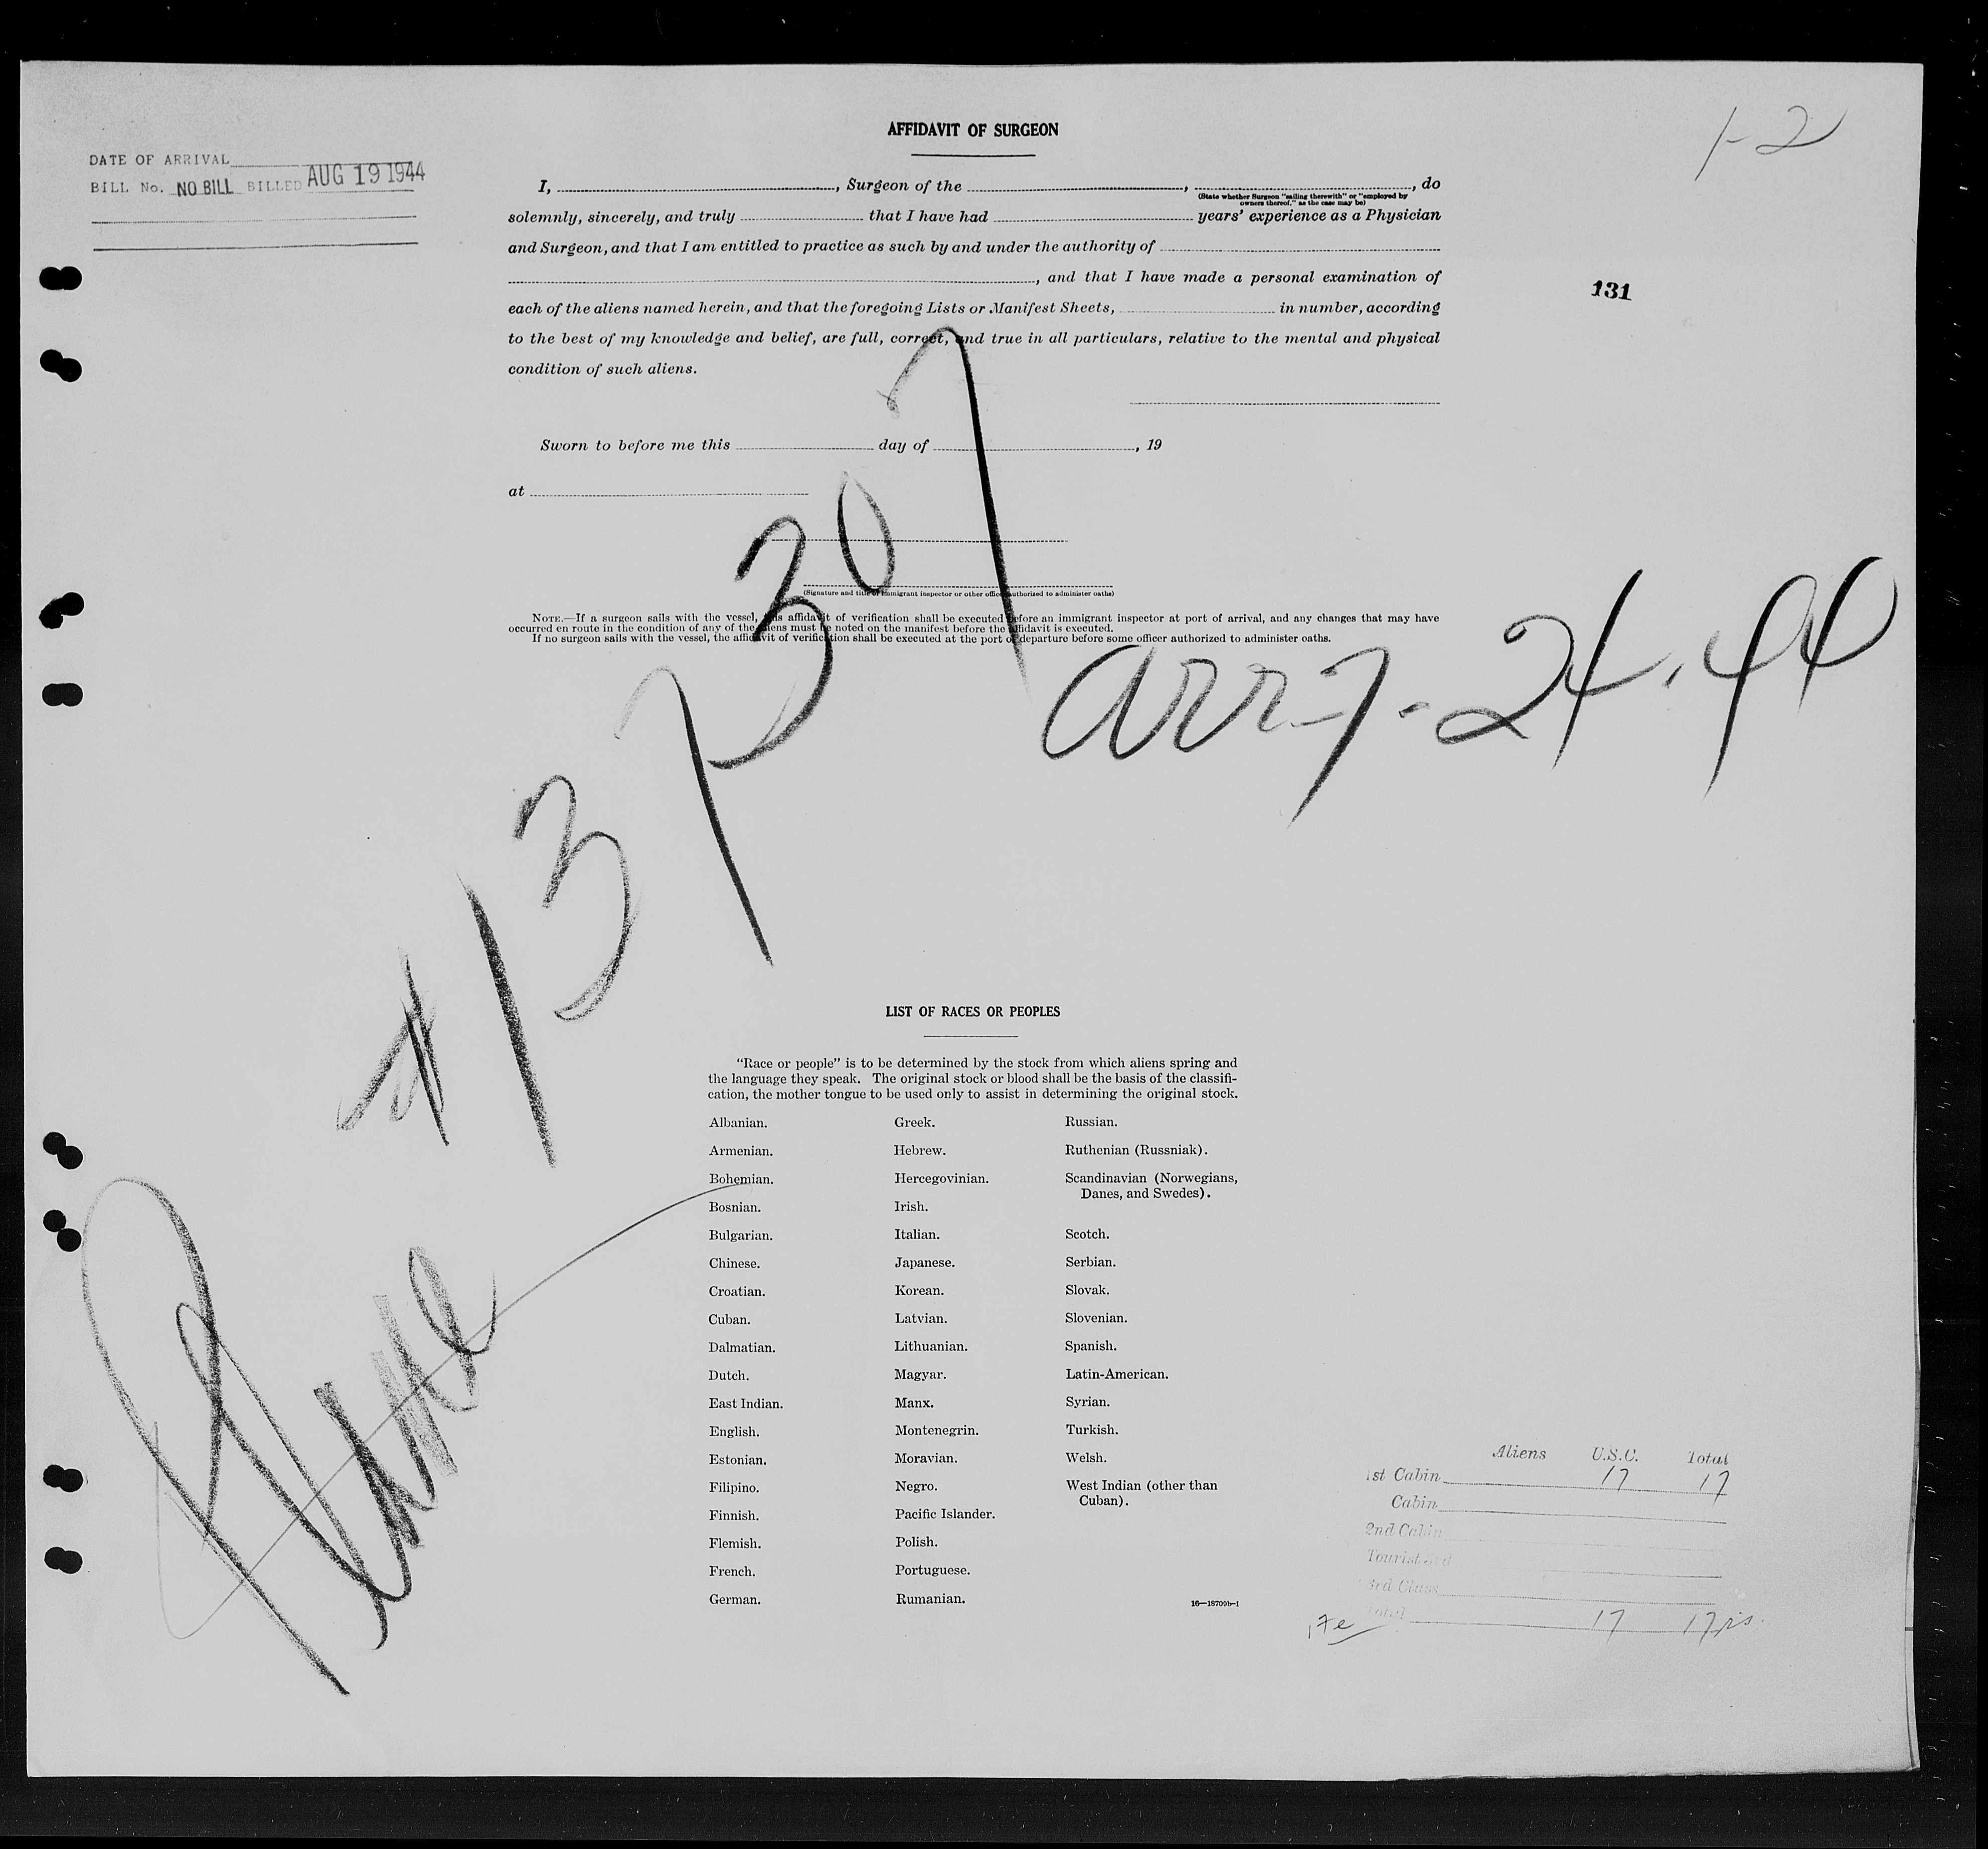 AFFIDAVIT OF SURGEON
1-2
DATE OF ARRIVAL
BILL No. NO BILL BILLED AUG 19 1944
I, , Surgeon of the , , do
(State whether Surgeon "sailing therewith" or "employed by
owners thereof," as the case may be)
solemnly, sincerely, and truly that I have had years' experience as a Physician
and Surgeon, and that I am entitled to practice as such by and under the authority of
, and that I have made a personal examination of
131
each of the aliens named herein, and that the foregoing Lists or Manifest Sheets, in number, according
to the best of my knowledge and belief, are full, correct, and true in all particulars, relative to the mental and physical
condition of such aliens.
Sworn to before me this day of , 19
at
(Signature and title of immigrant inspector or other officer authorized to administer oaths)
NOTE.—If a surgeon sails with the vessel, this affidavit of verification shall be executed before an immigrant inspector at port of arrival, and any changes that may have
occurred en route in the condition of any of the aliens must be noted on the manifest before the affidavit is executed.
If no surgeon sails with the vessel, the affidavit of verification shall be executed at the port of departure before some officer authorized to administer oaths.
Plane #137307
arr 7-24-44
LIST OF RACES OR PEOPLES
"Race or people" is to be determined by the stock from which aliens spring and
the language they speak. The original stock or blood shall be the basis of the classifi-
cation, the mother tongue to be used only to assist in determining the original stock.
Albanian. Greek. Russian.
Armenian. Hebrew. Ruthenian (Russniak).
Bohemian. Hercegovinian. Scandinavian (Norwegians,
Danes, and Swedes).
Bosnian. Irish.
Bulgarian. Italian. Scotch.
Chinese. Japanese. Serbian.
Croatian. Korean. Slovak.
Cuban. Latvian. Slovenian.
Dalmatian. Lithuanian. Spanish.
Dutch. Magyar. Latin-American.
East Indian. Manx. Syrian.
English. Montenegrin. Turkish.
Estonian. Moravian. Welsh.
Filipino. Negro. West Indian (other than
Cuban).
Finnish. Pacific Islander.
Flemish. Polish.
French. Portuguese.
German. Rumanian.
16—18709b-1
Aliens U.S.C. Total
1st Cabin 17 17
Cabin
2nd Cabin
Tourist
3rd Class
Total 17 17